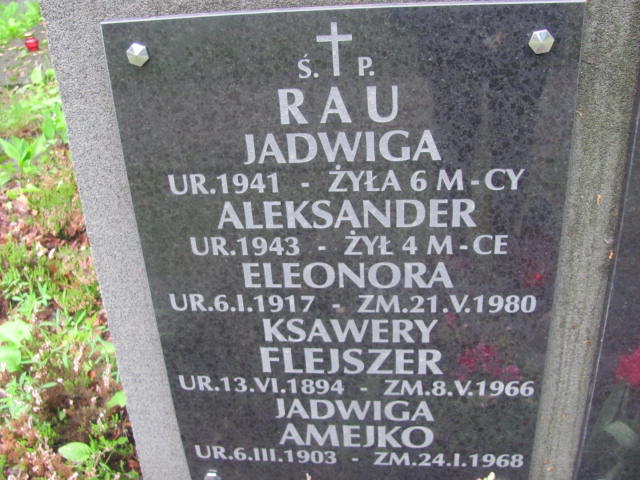 Ś. P.
RAU
JADWIGA
UR.1941 - ŻYŁA 6 M-CY
ALEKSANDER
UR.1943 - ŻYŁ 4 M-CE
ELEONORA
UR.6.I.1917 - ZM.21.V.1980
KSAWERY
FLEJSZER
UR.13.VI.1894 - ZM.8.V.1966
JADWIGA
AMEJKO
UR.6.III.1903 - ZM.24.I.1968